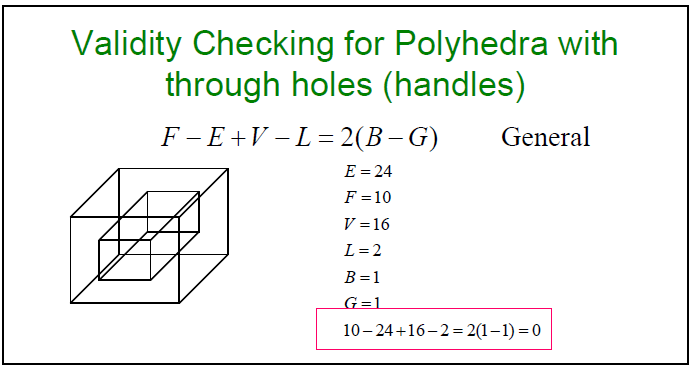 Validity Checking for Polyhedra with
through holes (handles)
F − E + V − L = 2(B − G) General
E = 24
F = 10
V = 16
L = 2
B = 1
G = 1
10 − 24 + 16 − 2 = 2(1 − 1) = 0